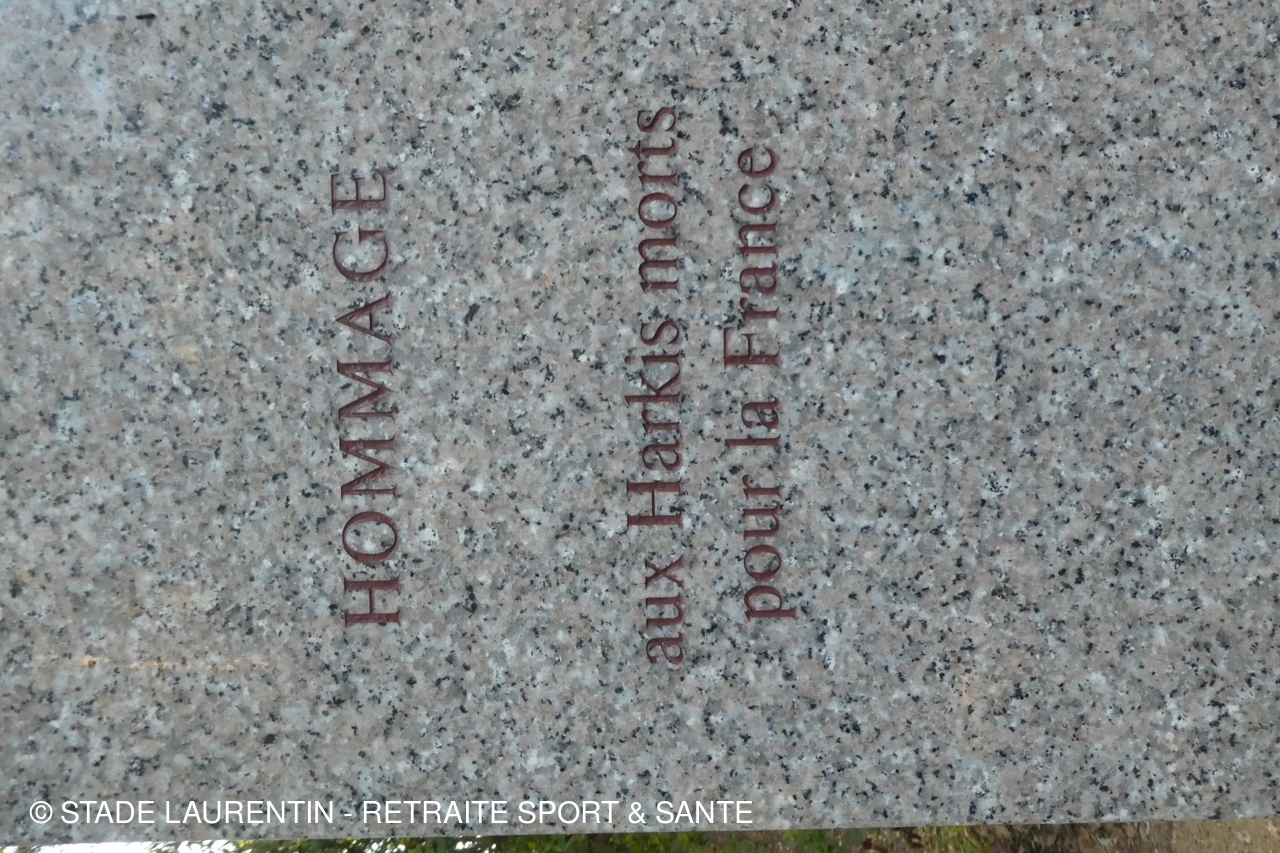 HOMMAGE
aux Harkis morts
pour la France
© STADE LAURENTIN - RETRAITE SPORT & SANTE